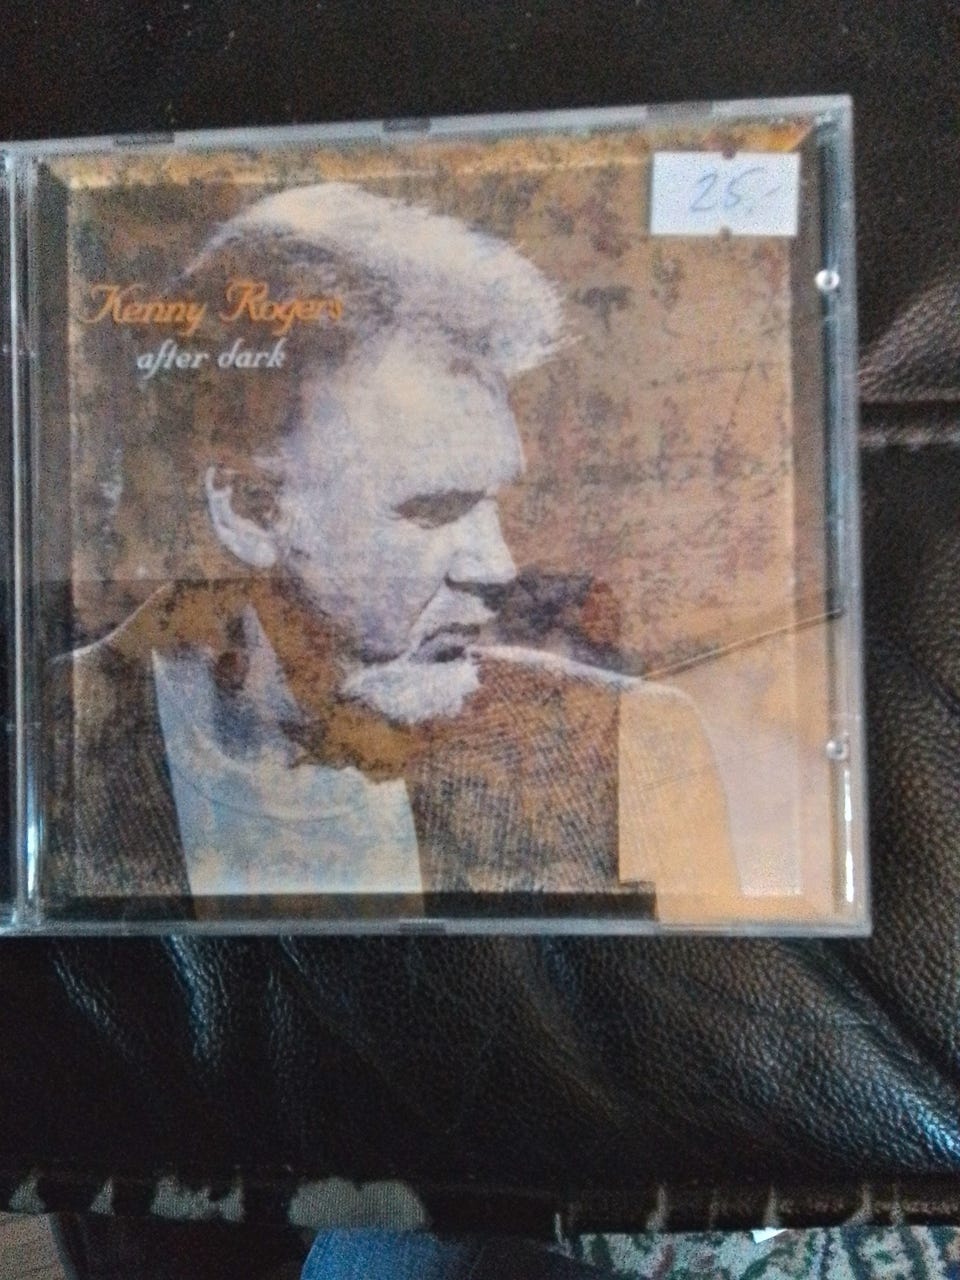 25,-
Kenny Rogers
after dark